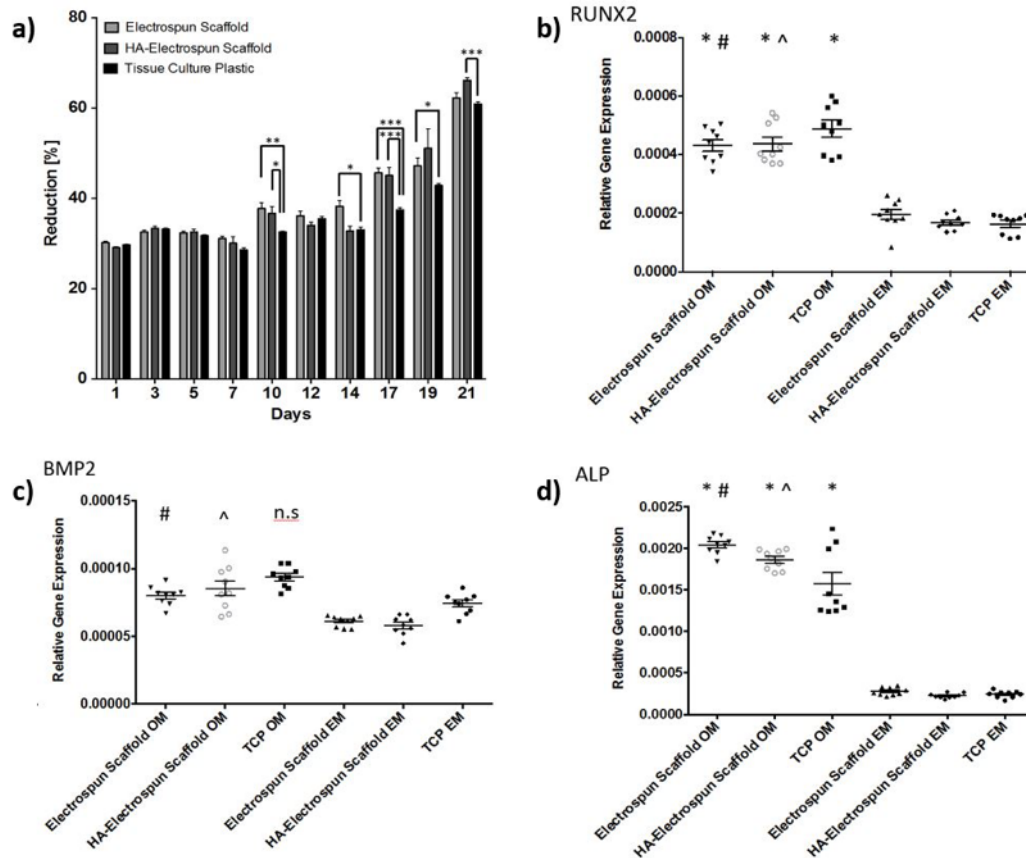 a)
Electrospun Scaffold
HA-Electrospun Scaffold
Tissue Culture Plastic
Reduction [%]
80
60
40
20
0
** * * *** *** * ***
1 3 5 7 10 12 14 17 19 21
Days
b) RUNX2
* # * ^ *
Relative Gene Expression
0.0008
0.0006
0.0004
0.0002
0.0000
Electrospun Scaffold OM
HA-Electrospun Scaffold OM
TCP OM
Electrospun Scaffold EM
HA-Electrospun Scaffold EM
TCP EM
c) BMP2
# ^ n.s
Relative Gene Expression
0.00015
0.00010
0.00005
0.00000
Electrospun Scaffold OM
HA-Electrospun Scaffold OM
TCP OM
Electrospun Scaffold EM
HA-Electrospun Scaffold EM
TCP EM
d) ALP
* # * ^ *
Relative Gene Expression
0.0025
0.0020
0.0015
0.0010
0.0005
0.0000
Electrospun Scaffold OM
HA-Electrospun Scaffold OM
TCP OM
Electrospun Scaffold EM
HA-Electrospun Scaffold EM
TCP EM